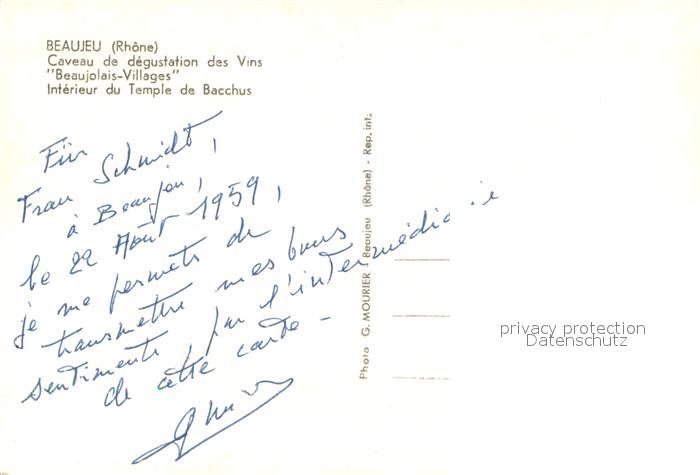 BEAUJEU (Rhône)
Caveau de dégustation des Vins
"Beaujolais-Villages"
Intérieur du Temple de Bacchus
Für
Frau Schmidt,
à Beaujeu,
le 22 Août 1959,
je me permets de
transmettre mes bons
sentiments, par l'intermédiaire
de cette carte -
Photo G. MOURIER, Beaujeu (Rhône) - Rep. int.
privacy protection
Datenschutz